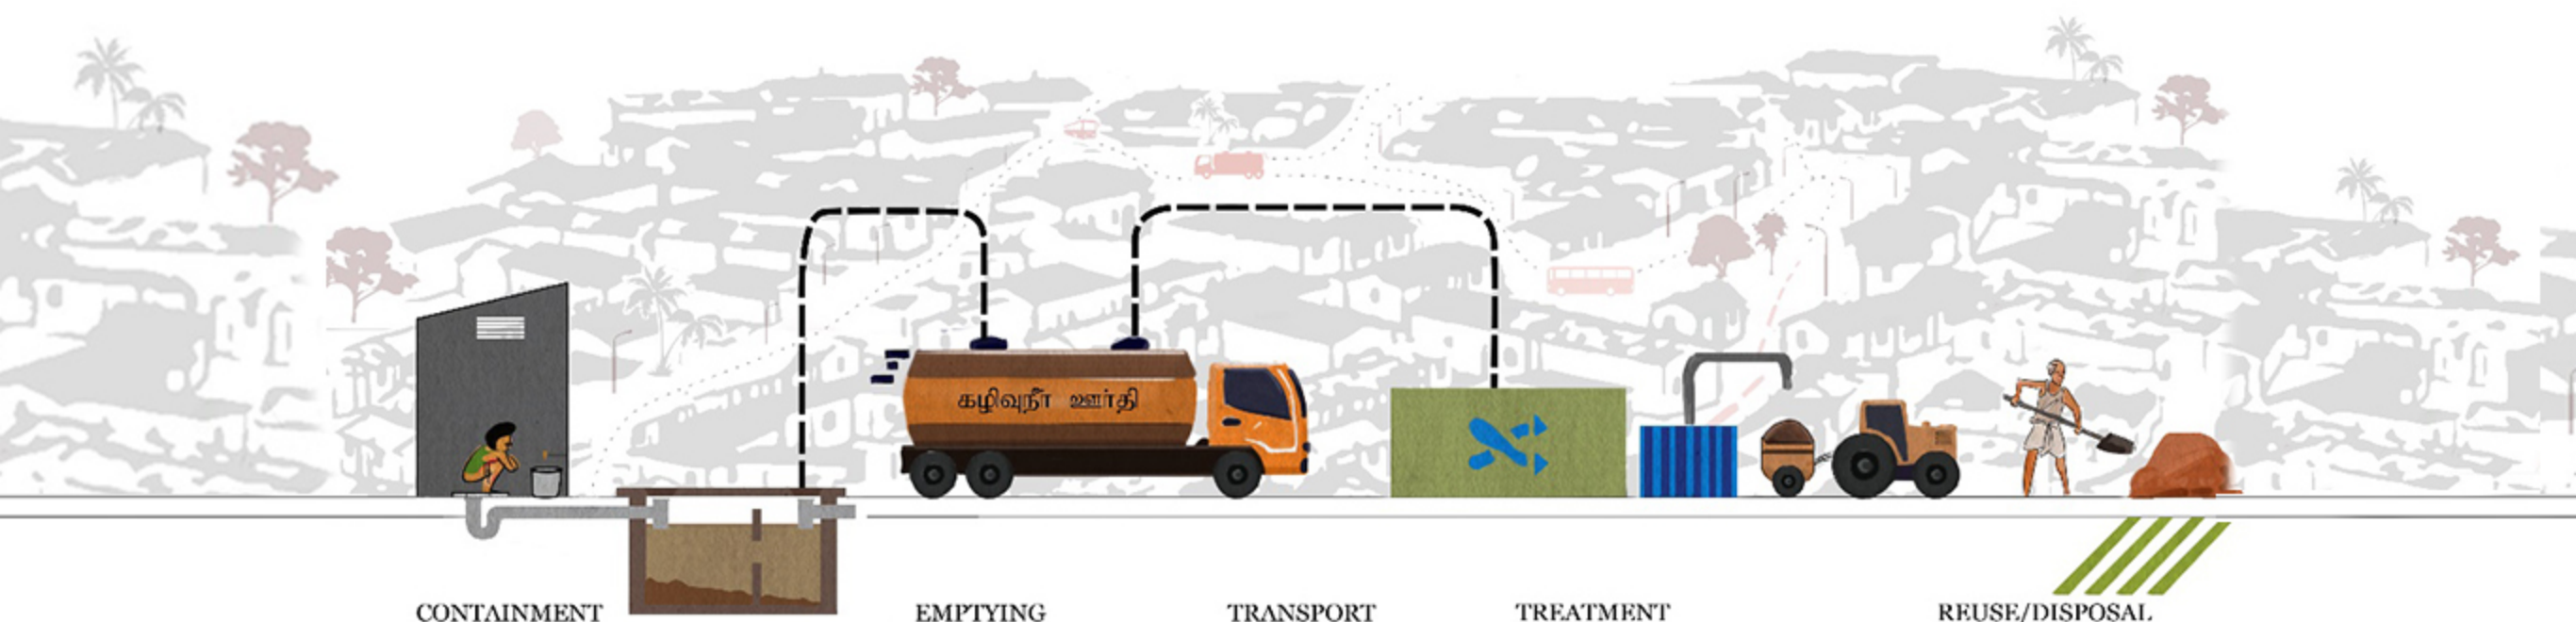 கழிவுநீர் ஊர்தி
CONTAINMENT
EMPTYING
TRANSPORT
TREATMENT
REUSE/DISPOSAL